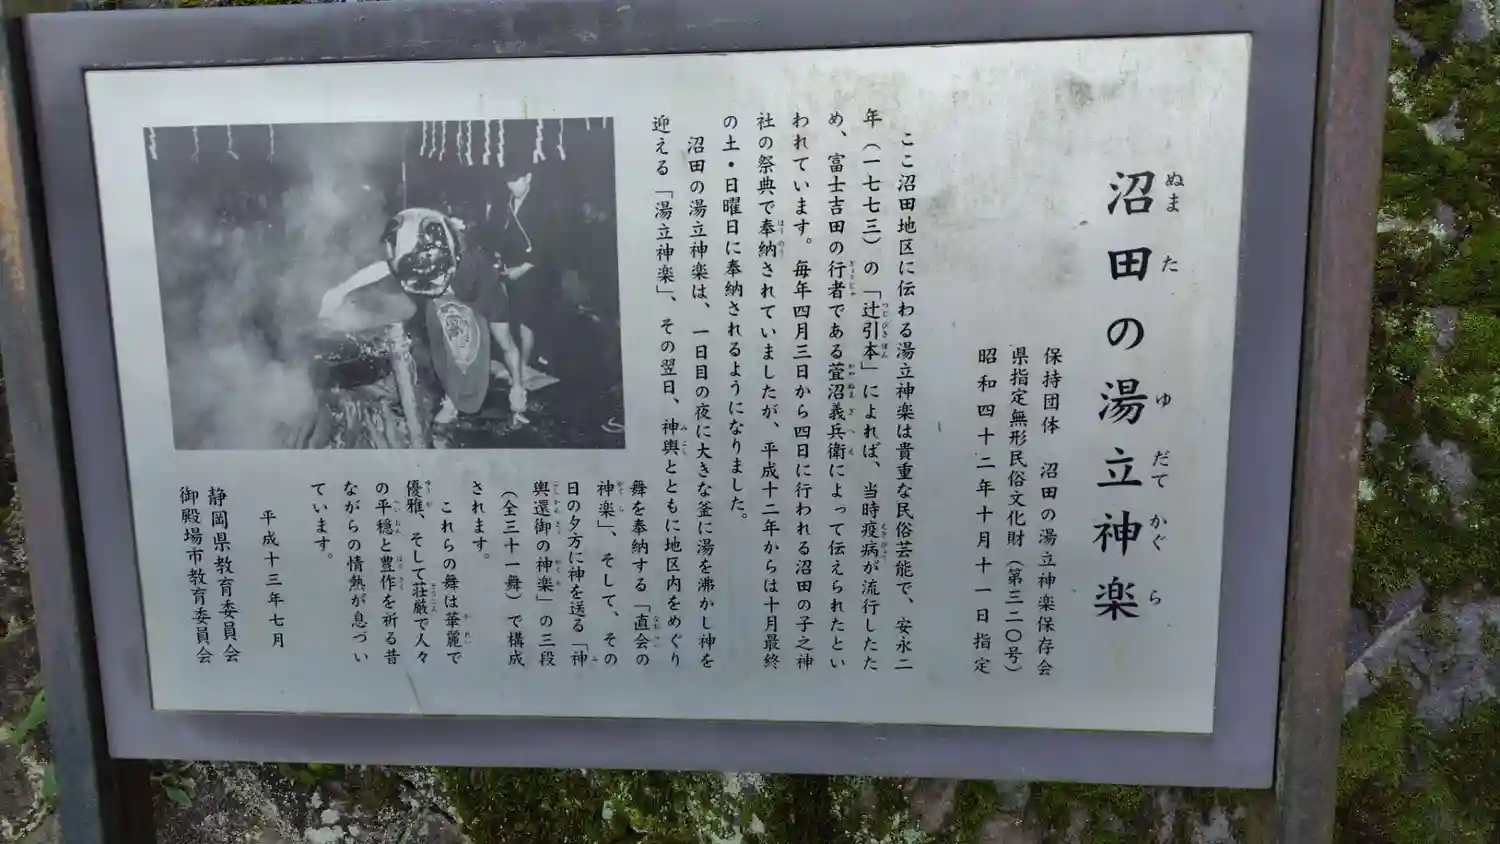 沼田の湯立神楽
ぬま た ゆ だて かぐ ら
保持団体　沼田の湯立神楽保存会
県指定無形民俗文化財（第三二〇号）
昭和四十二年十月十一日指定
ここ沼田地区に伝わる湯立神楽は貴重な民俗芸能で、安永二
年（一七七三）の「辻引本」によれば、当時疫病が流行したた
め、富士吉田の行者である萱沼義兵衛によって伝えられたとい
われています。毎年四月三日から四日に行われる沼田の子之神
社の祭典で奉納されていましたが、平成十二年からは十月最終
の土・日曜日に奉納されるようになりました。
沼田の湯立神楽は、一日目の夜に大きな釜に湯を沸かし神を
迎える「湯立神楽」、その翌日、神輿とともに地区内をめぐり
舞を奉納する「直会の
神楽」、そして、その
日の夕方に神を送る「神
輿還御の神楽」の三段
（全三十一舞）で構成
されます。
これらの舞は華麗で
優雅、そして荘厳で人々
の平穏と豊作を祈る昔
ながらの情熱が息づい
ています。
平成十三年七月
静岡県教育委員会
御殿場市教育委員会